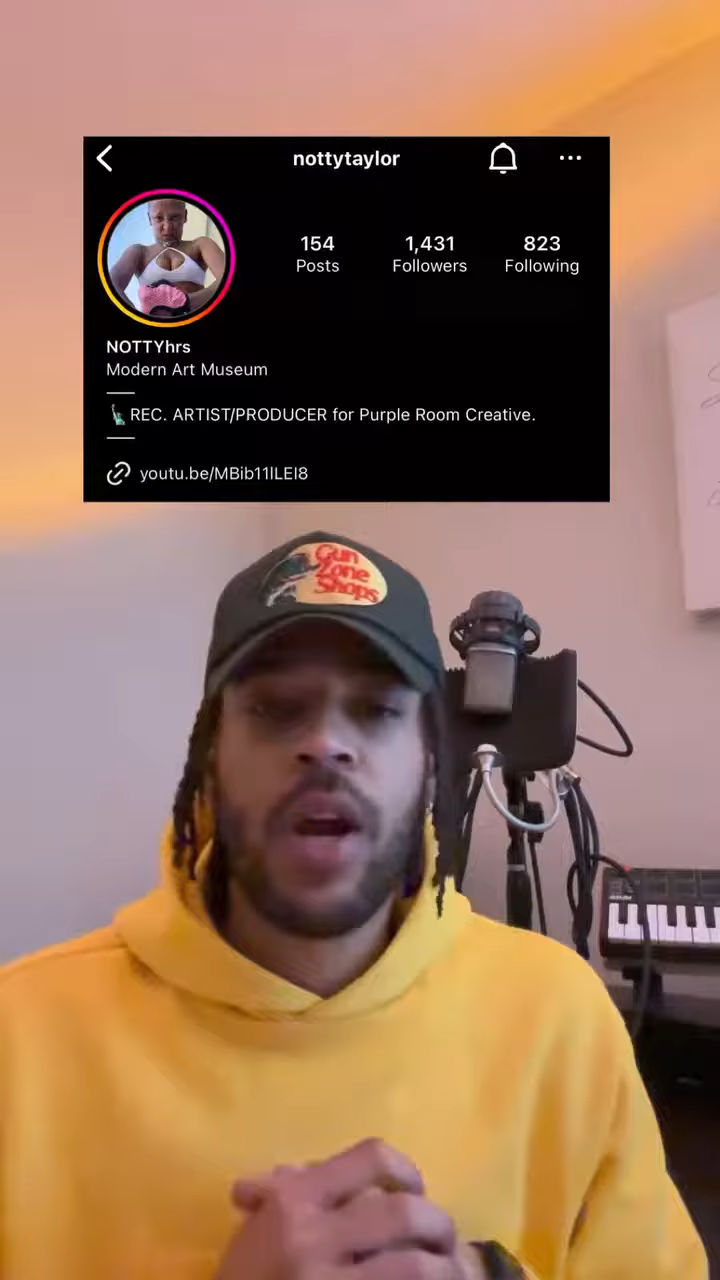 nottytaylor
154 1,431 823
Posts Followers Following
NOTTYhrs
Modern Art Museum
🗽REC. ARTIST/PRODUCER for Purple Room Creative.
youtu.be/MBib11lLEI8
Gun
Zone
Shops